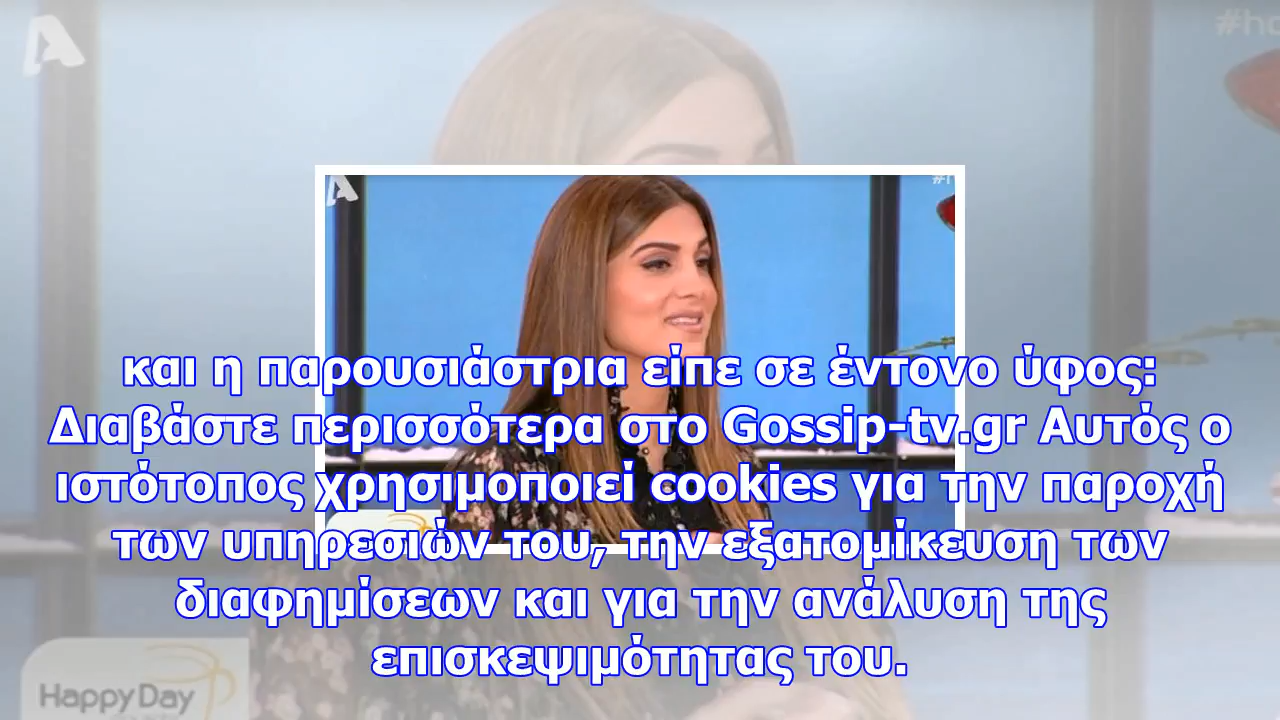 #ho
#h
και η παρουσιάστρια είπε σε έντονο ύφος:
Διαβάστε περισσότερα στο Gossip-tv.gr Αυτός ο
ιστότοπος χρησιμοποιεί cookies για την παροχή
των υπηρεσιών του, την εξατομίκευση των
διαφημίσεων και για την ανάλυση της
επισκεψιμότητας του.
Happy Day